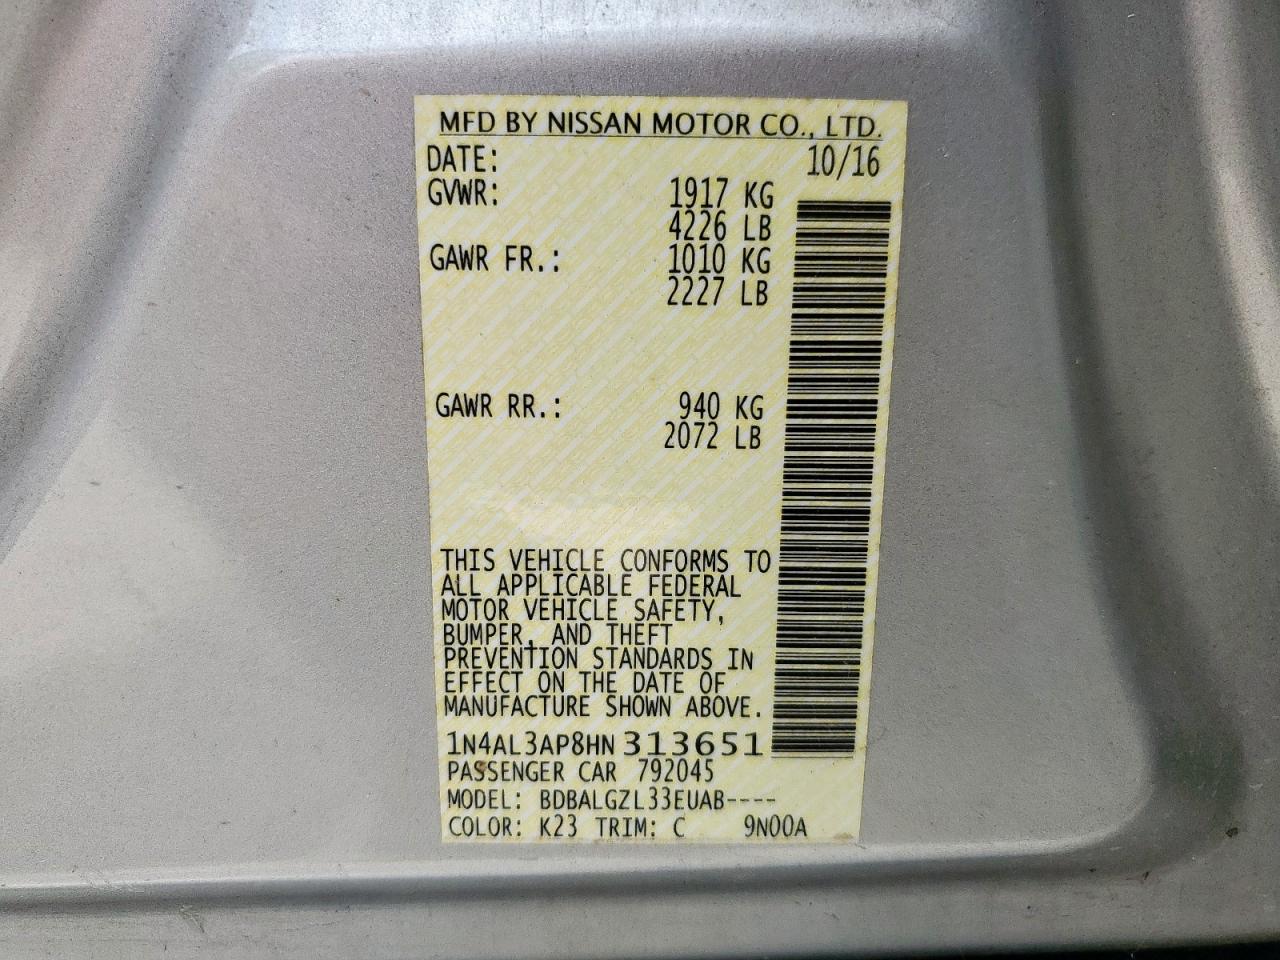 MFD BY NISSAN MOTOR CO., LTD.
DATE: 10/16
GVWR: 1917 KG
4226 LB
GAWR FR.: 1010 KG
2227 LB
GAWR RR.: 940 KG
2072 LB
THIS VEHICLE CONFORMS TO
ALL APPLICABLE FEDERAL
MOTOR VEHICLE SAFETY,
BUMPER, AND THEFT
PREVENTION STANDARDS IN
EFFECT ON THE DATE OF
MANUFACTURE SHOWN ABOVE.
1N4AL3AP8HN313651
PASSENGER CAR 792045
MODEL: BDBALGZL33EUAB----
COLOR: K23 TRIM: C 9N00A